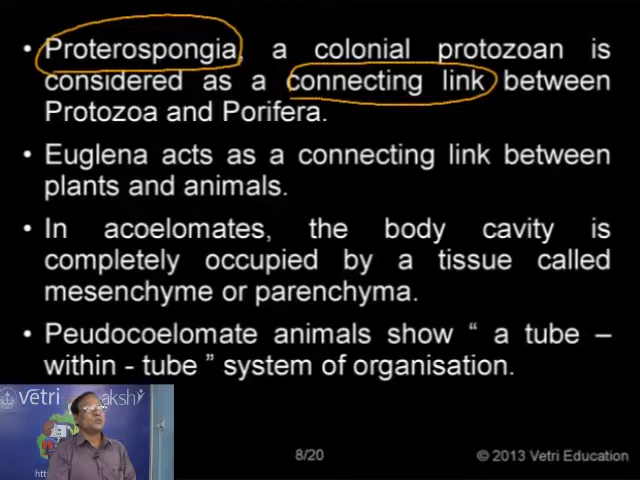 • Proterospongia, a colonial protozoan is
considered as a connecting link between
Protozoa and Porifera.
• Euglena acts as a connecting link between
plants and animals.
• In acoelomates, the body cavity is
completely occupied by a tissue called
mesenchyme or parenchyma.
• Peudocoelomate animals show “ a tube –
within - tube ” system of organisation.
vetri
akshi
8/20
© 2013 Vetri Education